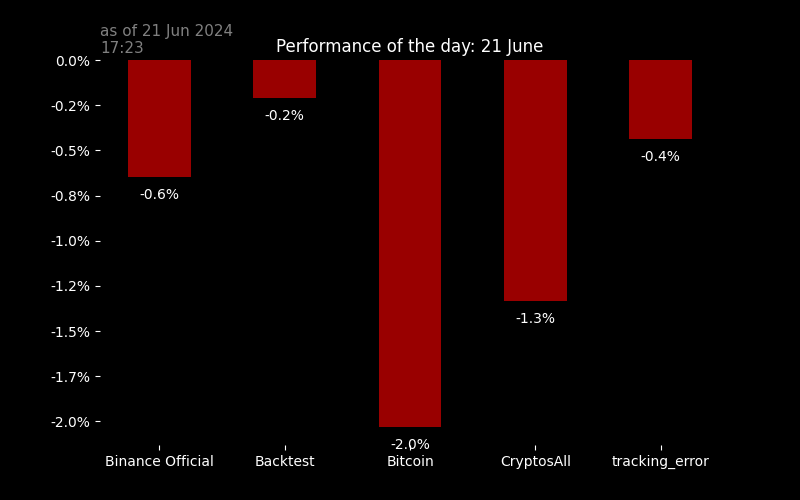 as of 21 Jun 2024
17:23
Performance of the day: 21 June
0.0%
-0.2%
-0.5%
-0.8%
-1.0%
-1.2%
-1.5%
-1.7%
-2.0%
-0.6%
-0.2%
-2.0%
-1.3%
-0.4%
Binance Official
Backtest
Bitcoin
CryptosAll
tracking_error